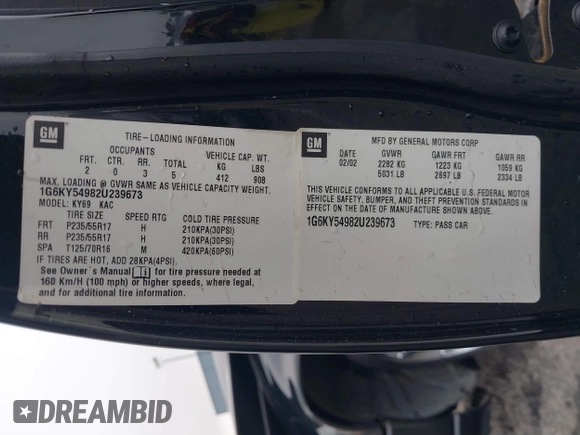 GM
TIRE-LOADING INFORMATION
OCCUPANTS VEHICLE CAP. WT.
FRT CTR RR TOTAL KG LBS
2 0 3 5 412 908
MAX. LOADING @ GVWR SAME AS VEHICLE CAPACITY WEIGHT.
1G6KY54982U239673
MODEL: KY69 KAC
TIRE SIZE SPEED RTG COLD TIRE PRESSURE
FRT P235/55R17 H 210KPA(30PSI)
RR P235/55R17 H 210KPA(30PSI)
SPA T125/70R16 M 420KPA(60PSI)
IF TIRES ARE HOT, ADD 28KPA(4PSI).
See Owner's Manual for tire pressure needed at
160 Km/H (100 mph) or higher speeds, where legal,
and for additional tire information.
GM
MFD BY GENERAL MOTORS CORP
DATE GVWR GAWR FRT GAWR RR
02/02 2282 KG 1223 KG 1059 KG
5031 LB 2697 LB 2334 LB
THIS VEHICLE CONFORMS TO ALL APPLICABLE U.S. FEDERAL MOTOR
VEHICLE SAFETY, BUMPER, AND THEFT PREVENTION STANDARDS IN
EFFECT ON THE DATE OF MANUFACTURE SHOWN ABOVE.
1G6KY54982U239673 TYPE: PASS CAR
DREAMBID